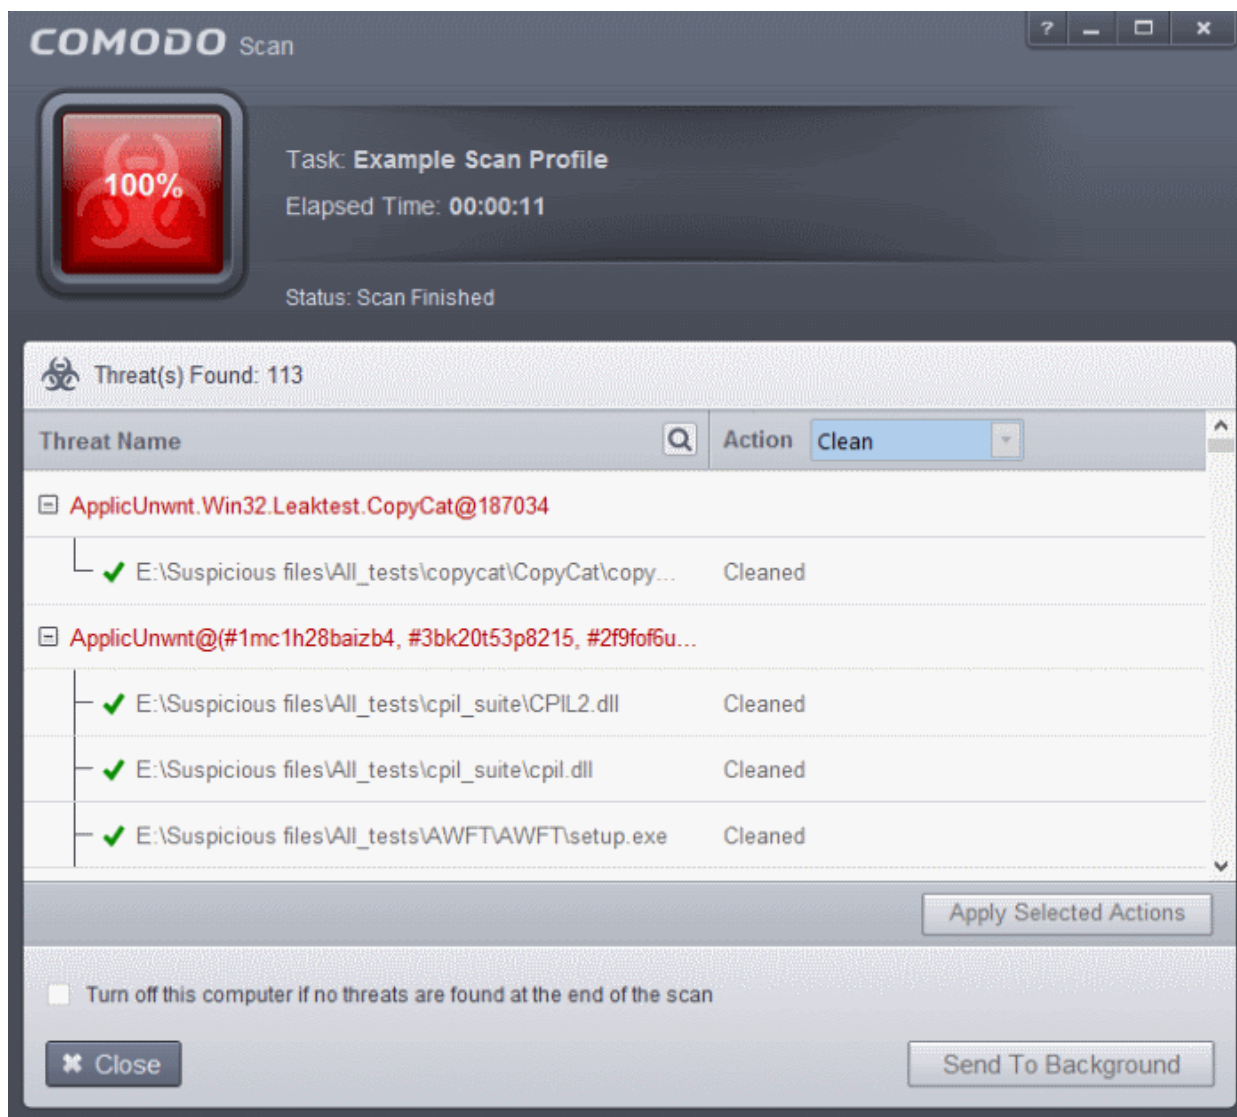 COMODO Scan
?
100%
Task: Example Scan Profile
Elapsed Time: 00:00:11
Status: Scan Finished
Threat(s) Found: 113
Threat Name Action Clean
ApplicUnwnt.Win32.Leaktest.CopyCat@187034
E:\Suspicious files\All_tests\copycat\CopyCat\copy... Cleaned
ApplicUnwnt@(#1mc1h28baizb4, #3bk20t53p8215, #2f9fof6u...
E:\Suspicious files\All_tests\cpil_suite\CPIL2.dll Cleaned
E:\Suspicious files\All_tests\cpil_suite\cpil.dll Cleaned
E:\Suspicious files\All_tests\AWFT\AWFT\setup.exe Cleaned
Apply Selected Actions
Turn off this computer if no threats are found at the end of the scan
Close Send To Background